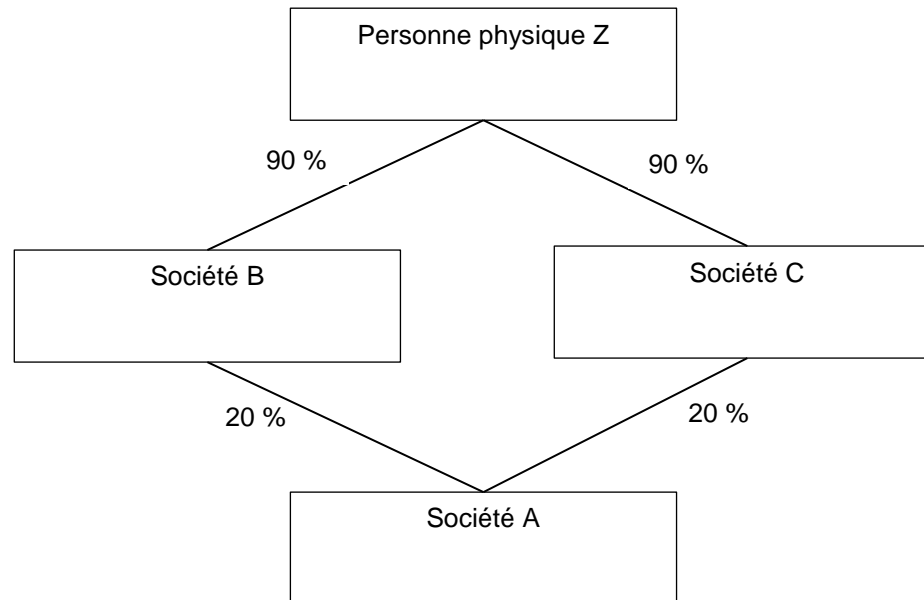 Personne physique Z
90 %
90 %
Société B
Société C
20 %
20 %
Société A